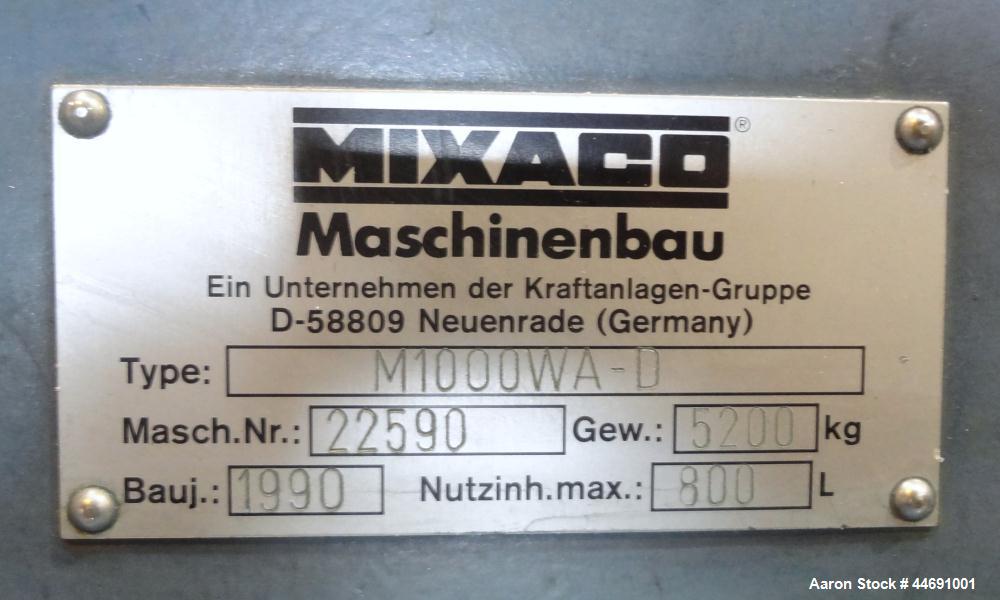 MIXACO ®
Maschinenbau
Ein Unternehmen der Kraftanlagen-Gruppe
D-58809 Neuenrade (Germany)
Type: M1000WA-D
Masch.Nr.: 22590 Gew.: 5200 kg
Bauj.: 1990 Nutzinh.max.: 800 L
Aaron Stock # 44691001